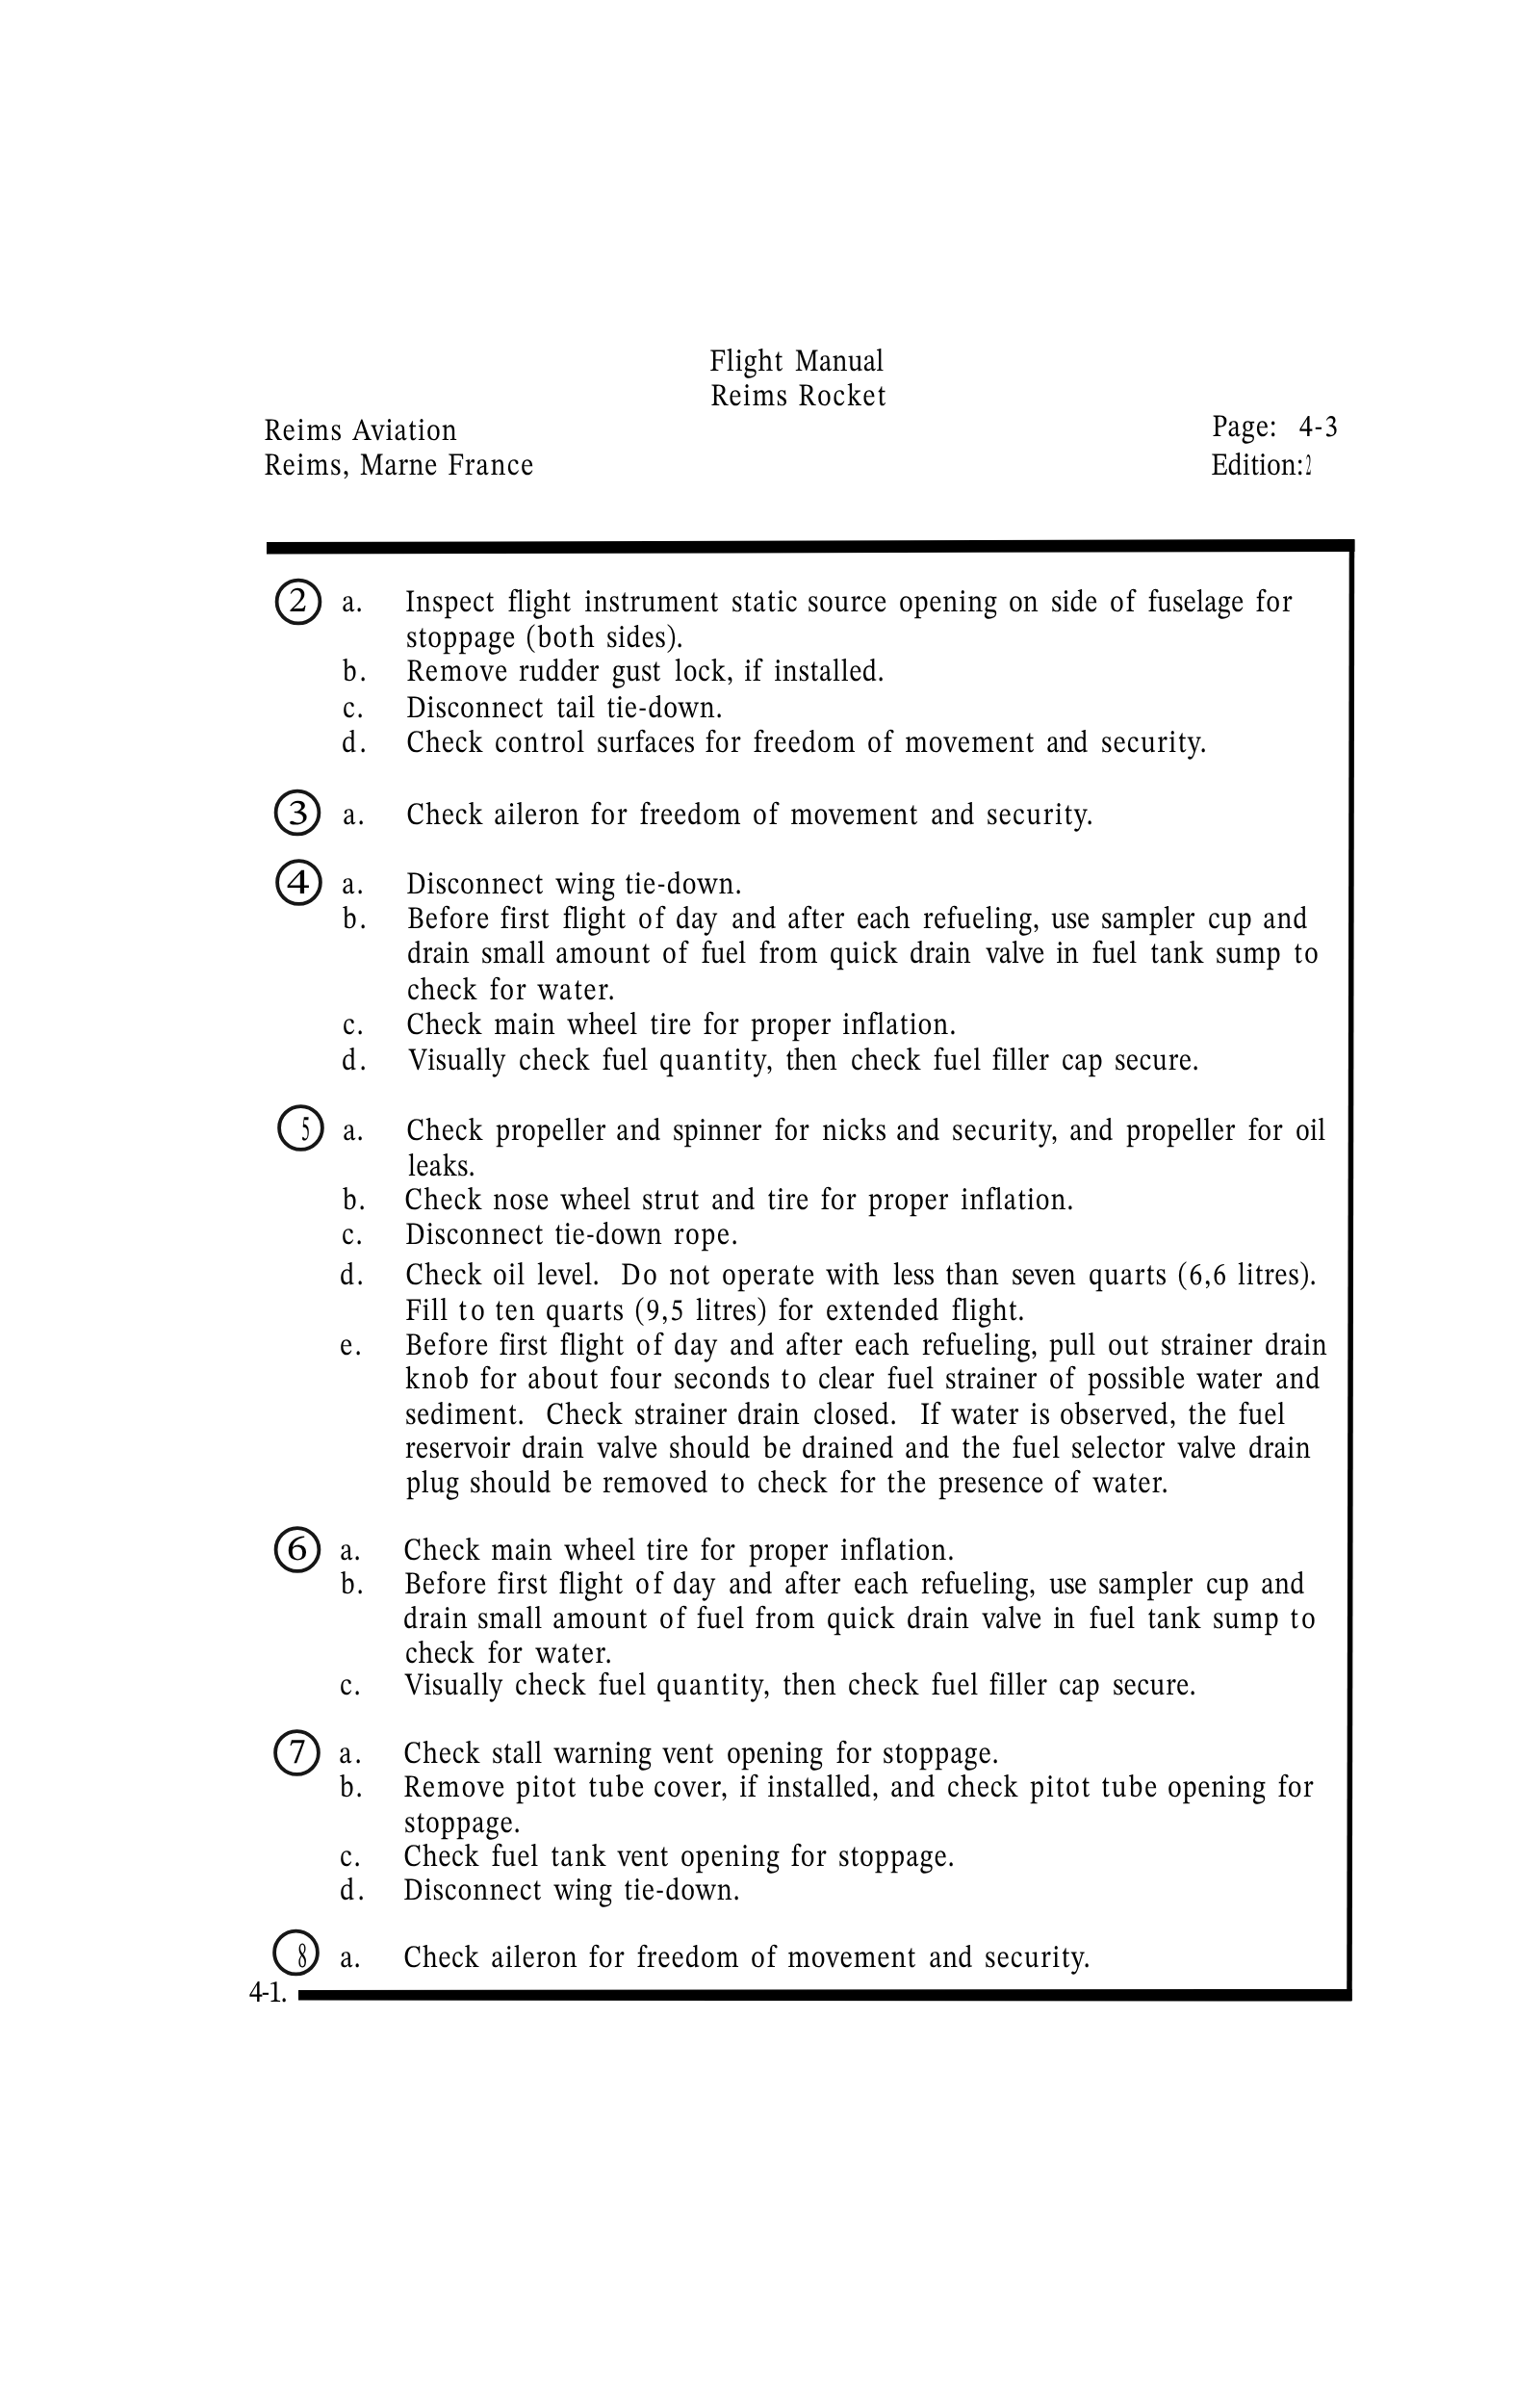 Flight Manual
Reims Rocket
Reims Aviation
Page: 4-3
Reims, Marne France
Edition:2
2 a. Inspect flight instrument static source opening on side of fuselage for
stoppage (both sides).
b. Remove rudder gust lock, if installed.
c. Disconnect tail tie-down.
d. Check control surfaces for freedom of movement and security.
3 a. Check aileron for freedom of movement and security.
4 a. Disconnect wing tie-down.
b. Before first flight of day and after each refueling, use sampler cup and
drain small amount of fuel from quick drain valve in fuel tank sump to
check for water.
c. Check main wheel tire for proper inflation.
d. Visually check fuel quantity, then check fuel filler cap secure.
5 a. Check propeller and spinner for nicks and security, and propeller for oil
leaks.
b. Check nose wheel strut and tire for proper inflation.
c. Disconnect tie-down rope.
d. Check oil level. Do not operate with less than seven quarts (6,6 litres).
Fill to ten quarts (9,5 litres) for extended flight.
e. Before first flight of day and after each refueling, pull out strainer drain
knob for about four seconds to clear fuel strainer of possible water and
sediment. Check strainer drain closed. If water is observed, the fuel
reservoir drain valve should be drained and the fuel selector valve drain
plug should be removed to check for the presence of water.
6 a. Check main wheel tire for proper inflation.
b. Before first flight of day and after each refueling, use sampler cup and
drain small amount of fuel from quick drain valve in fuel tank sump to
check for water.
c. Visually check fuel quantity, then check fuel filler cap secure.
7 a. Check stall warning vent opening for stoppage.
b. Remove pitot tube cover, if installed, and check pitot tube opening for
stoppage.
c. Check fuel tank vent opening for stoppage.
d. Disconnect wing tie-down.
8 a. Check aileron for freedom of movement and security.
4-1.